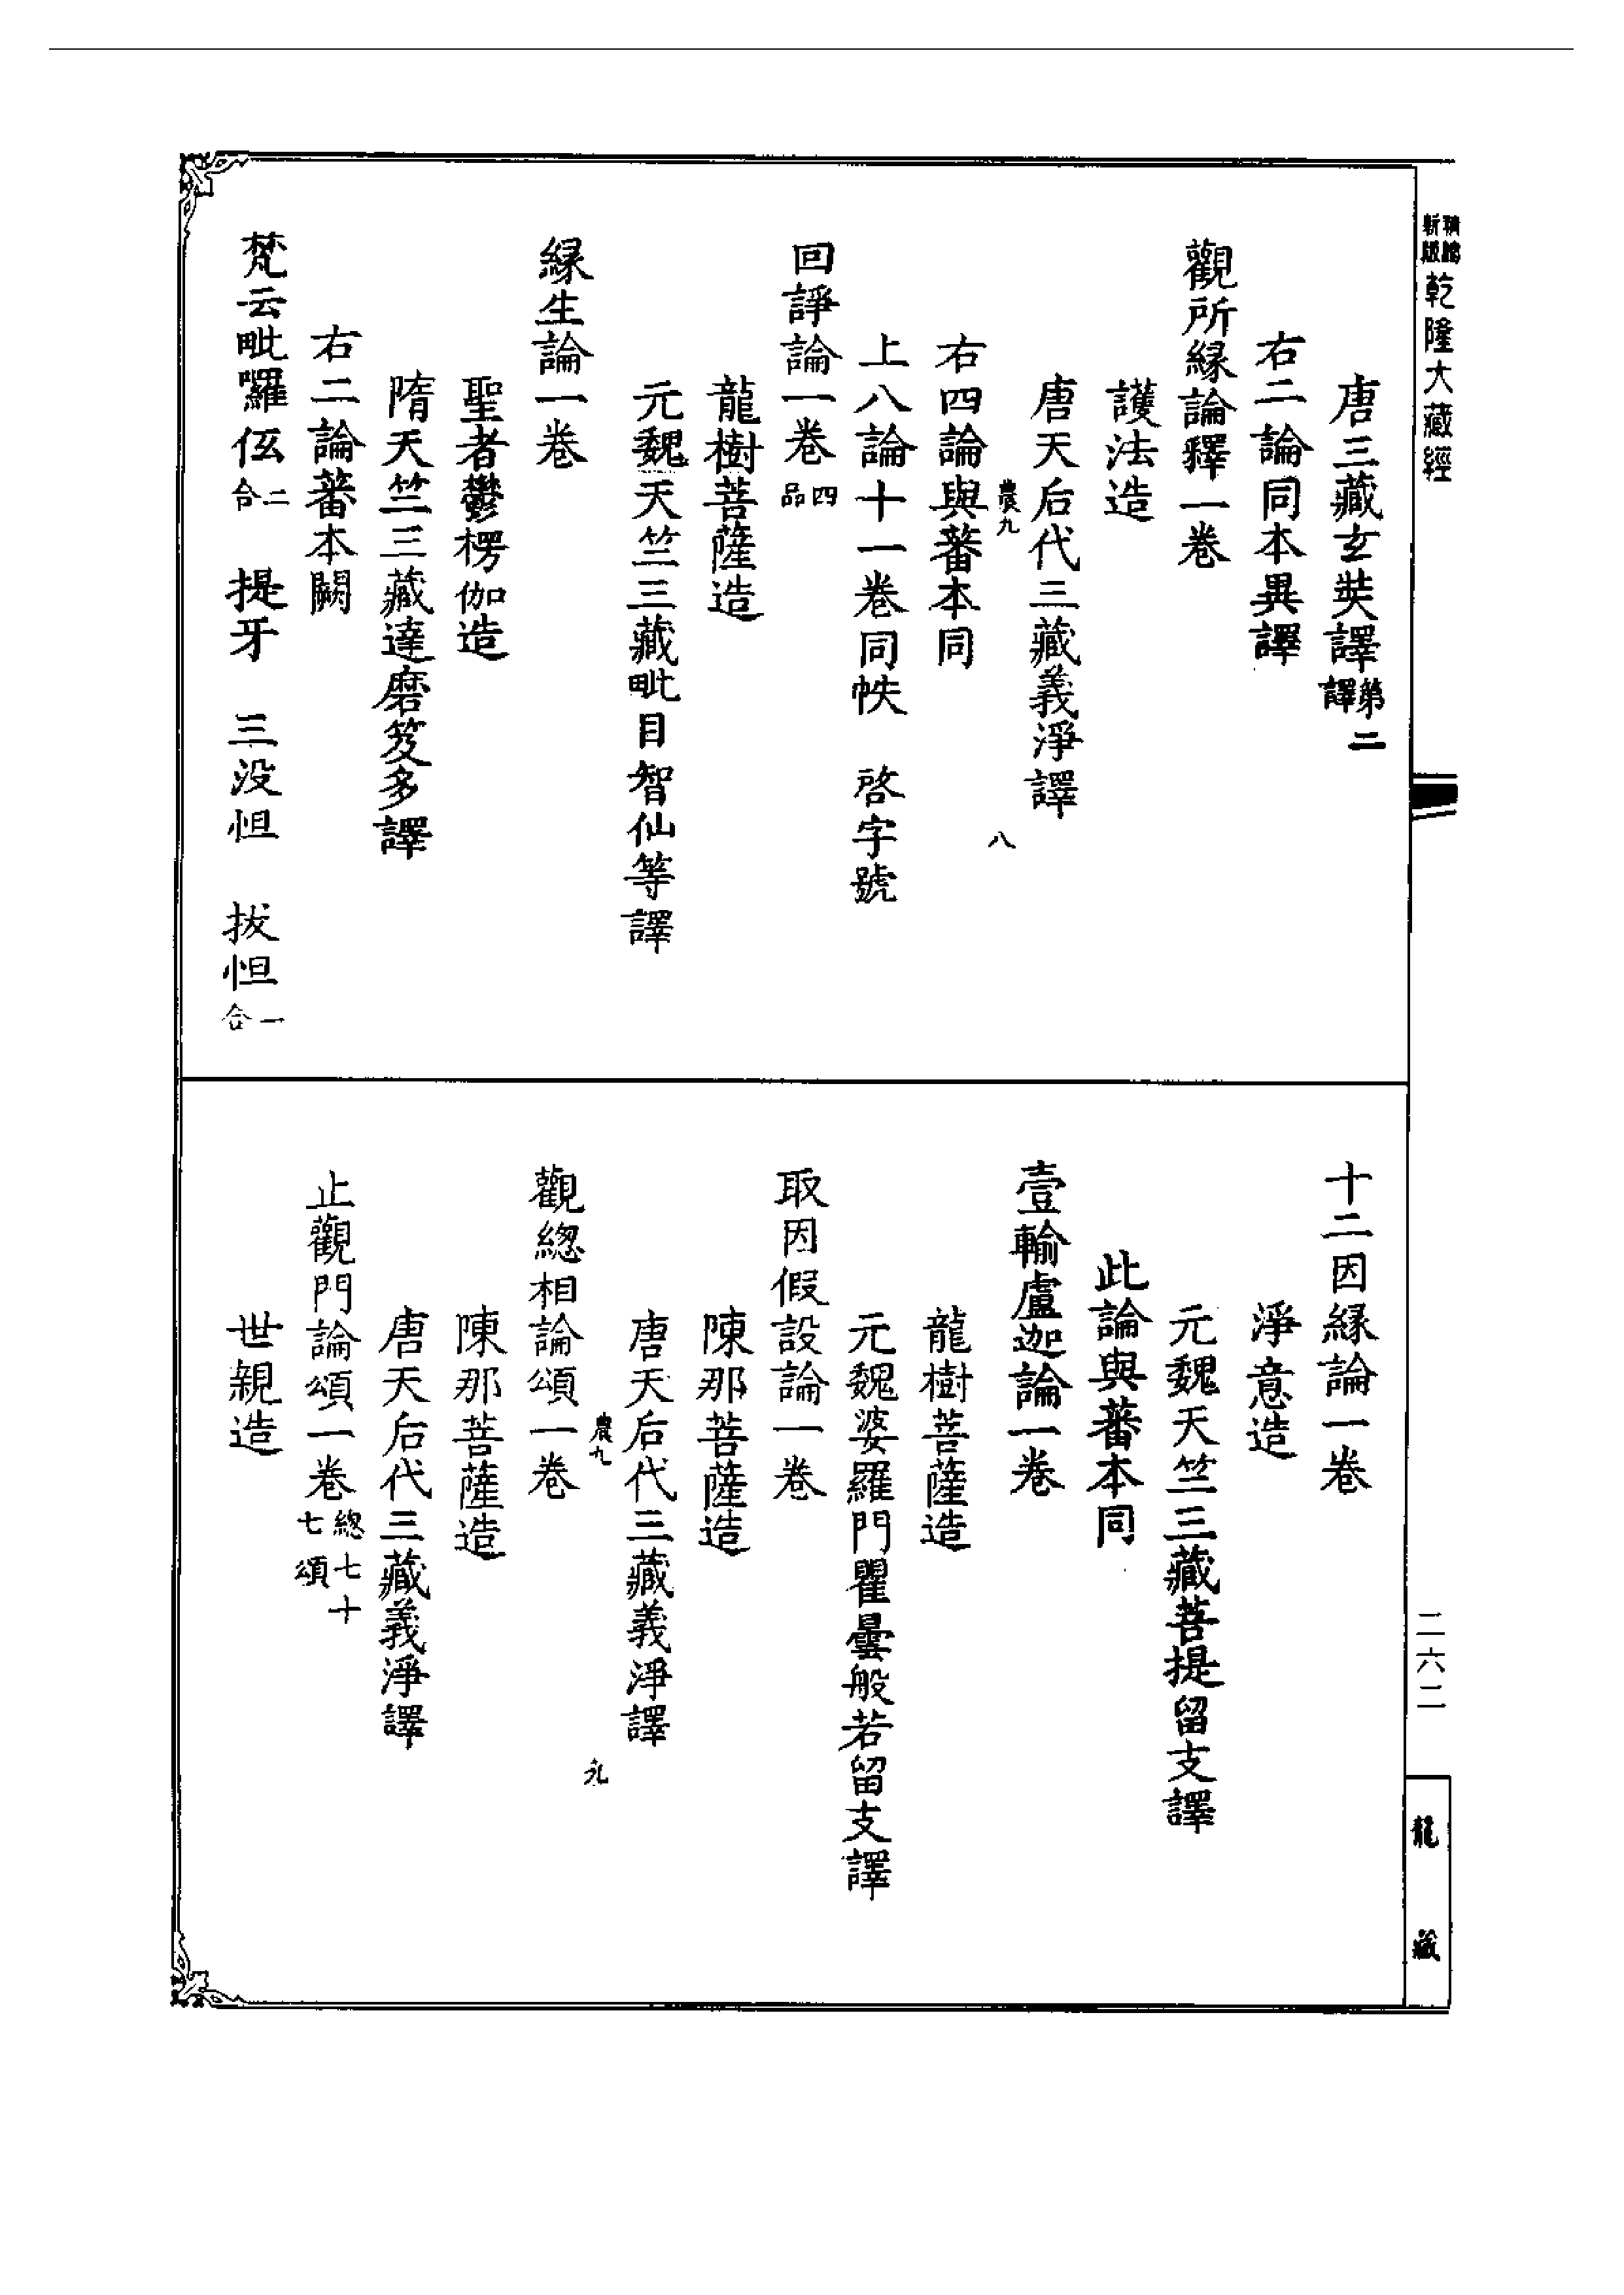 精縮新版乾隆大藏經
唐三藏玄奘譯第二譯
右二論同本異譯
觀所緣論釋一卷
護法造
唐天后代三藏義淨譯
農九 八
右四論與蕃本同
上八論十一卷同帙 啓字號
回諍論一卷四品
龍樹菩薩造
元魏天竺三藏毗目智仙等譯
緣生論一卷
聖者鬱楞伽造
隋天竺三藏達磨笈多譯
右二論蕃本闕
梵云毗囉伍二合 提牙 三没怛 拔怛一合
十二因緣論一卷
淨意造
元魏天竺三藏菩提留支譯
此論與蕃本同
壹輸盧迦論一卷
龍樹菩薩造
元魏婆羅門瞿曇般若留支譯
取因假設論一卷
陳那菩薩造
唐天后代三藏義淨譯
農九
觀總相論頌一卷
陳那菩薩造
唐天后代三藏義淨譯
止觀門論頌一卷總七十七頌
世親造
二六二
龍藏